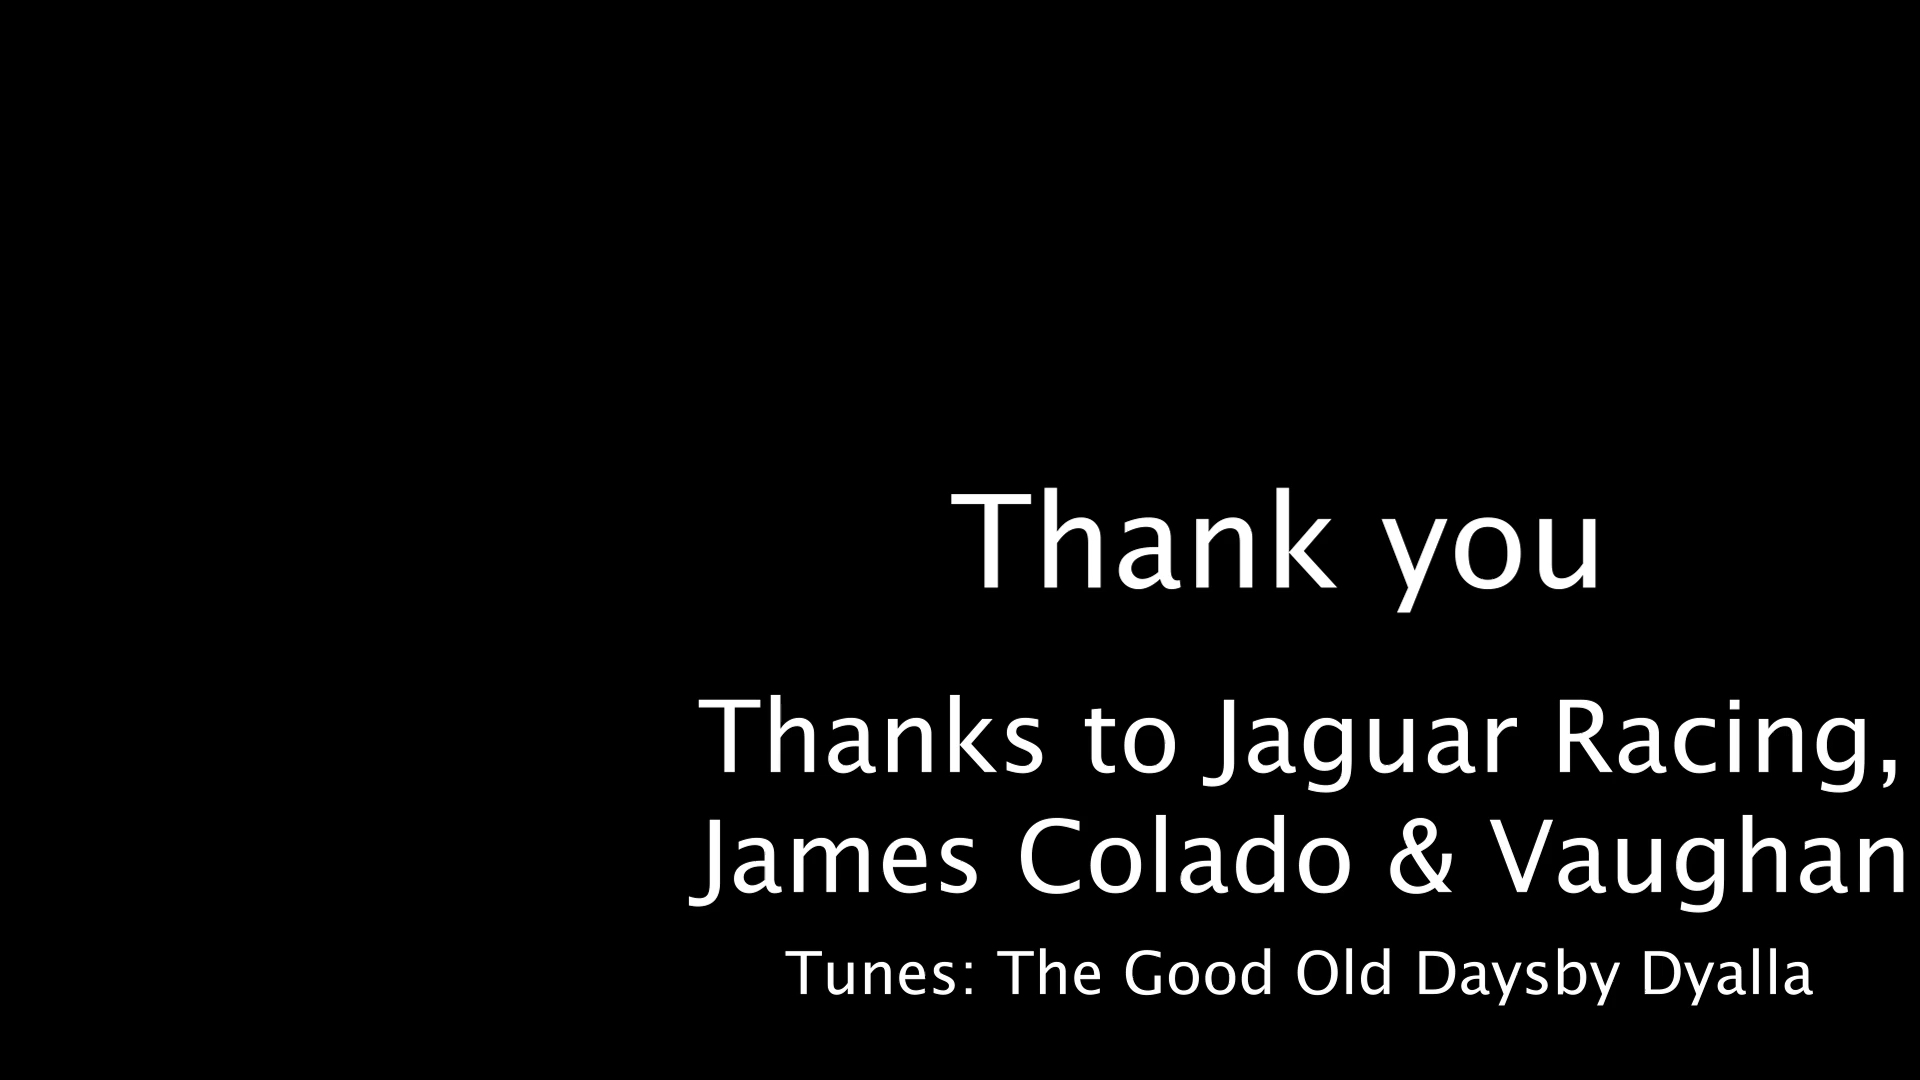 Thank you
Thanks to Jaguar Racing,
James Colado & Vaughan
Tunes: The Good Old Daysby Dyalla